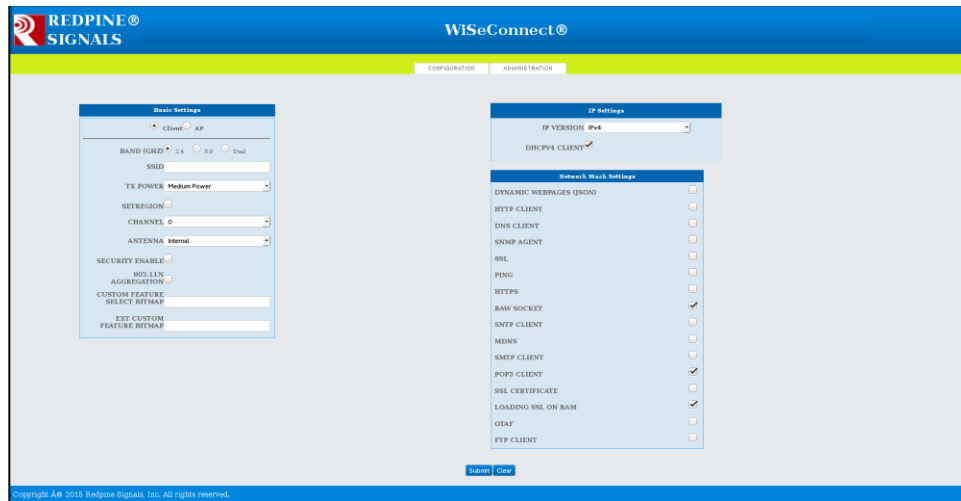 REDPINE®
SIGNALS
WiSeConnect®
CONFIGURATION
ADMINISTRATION
Basic Settings
Client AP
BAND (GHZ) 2.4 5.0 Dual
SSID
TX POWER Medium Power
SETREGION
CHANNEL 0
ANTENNA Internal
SECURITY ENABLE
802.11N
AGGREGATION
CUSTOM FEATURE
SELECT BITMAP
EXT CUSTOM
FEATURE BITMAP
IP Settings
IP VERSION IPv4
DHCPV4 CLIENT
Network Stack Settings
DYNAMIC WEBPAGES (JSON)
HTTP CLIENT
DNS CLIENT
SNMP AGENT
SSL
PING
HTTPS
RAW SOCKET
SNTP CLIENT
MDNS
SMTP CLIENT
POP3 CLIENT
SSL CERTIFICATE
LOADING SSL ON RAM
OTAF
FTP CLIENT
Submit Clear
Copyright Â© 2015 Redpine Signals, Inc. All rights reserved.